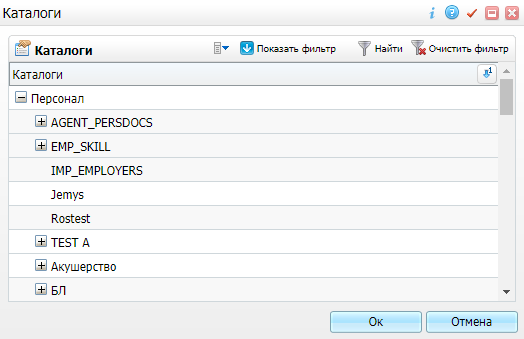 Каталоги
Каталоги Показать фильтр Найти Очистить фильтр
Каталоги
Персонал
AGENT_PERSDOCS
EMP_SKILL
IMP_EMPLOYERS
Jemys
Rostest
TEST A
Акушерство
БЛ
Ок Отмена